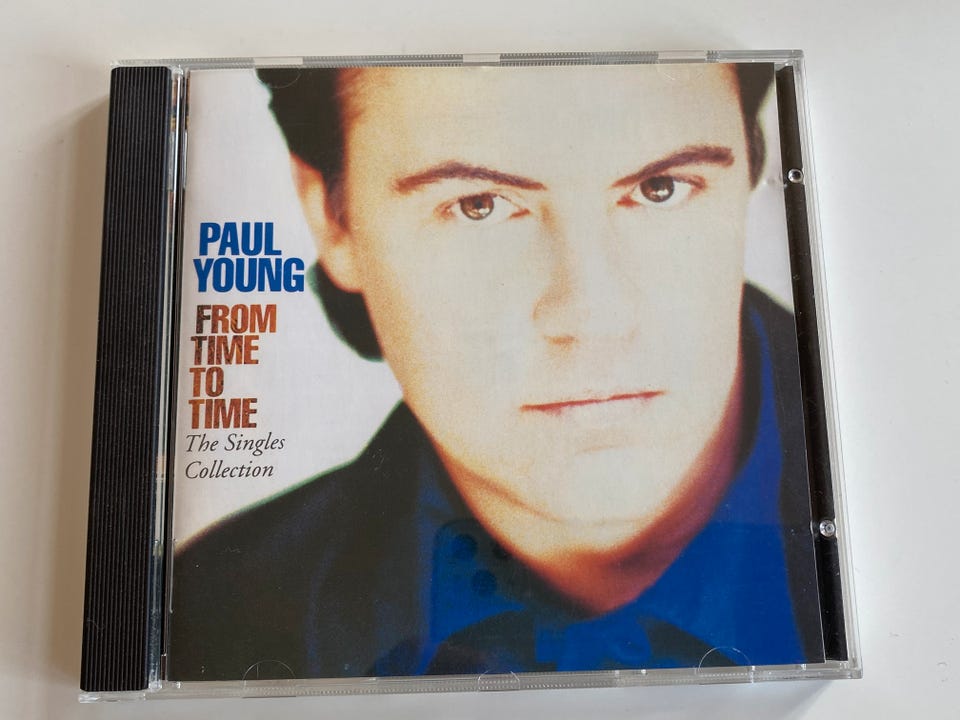 PAUL
YOUNG
FROM
TIME
TO
TIME
The Singles
Collection